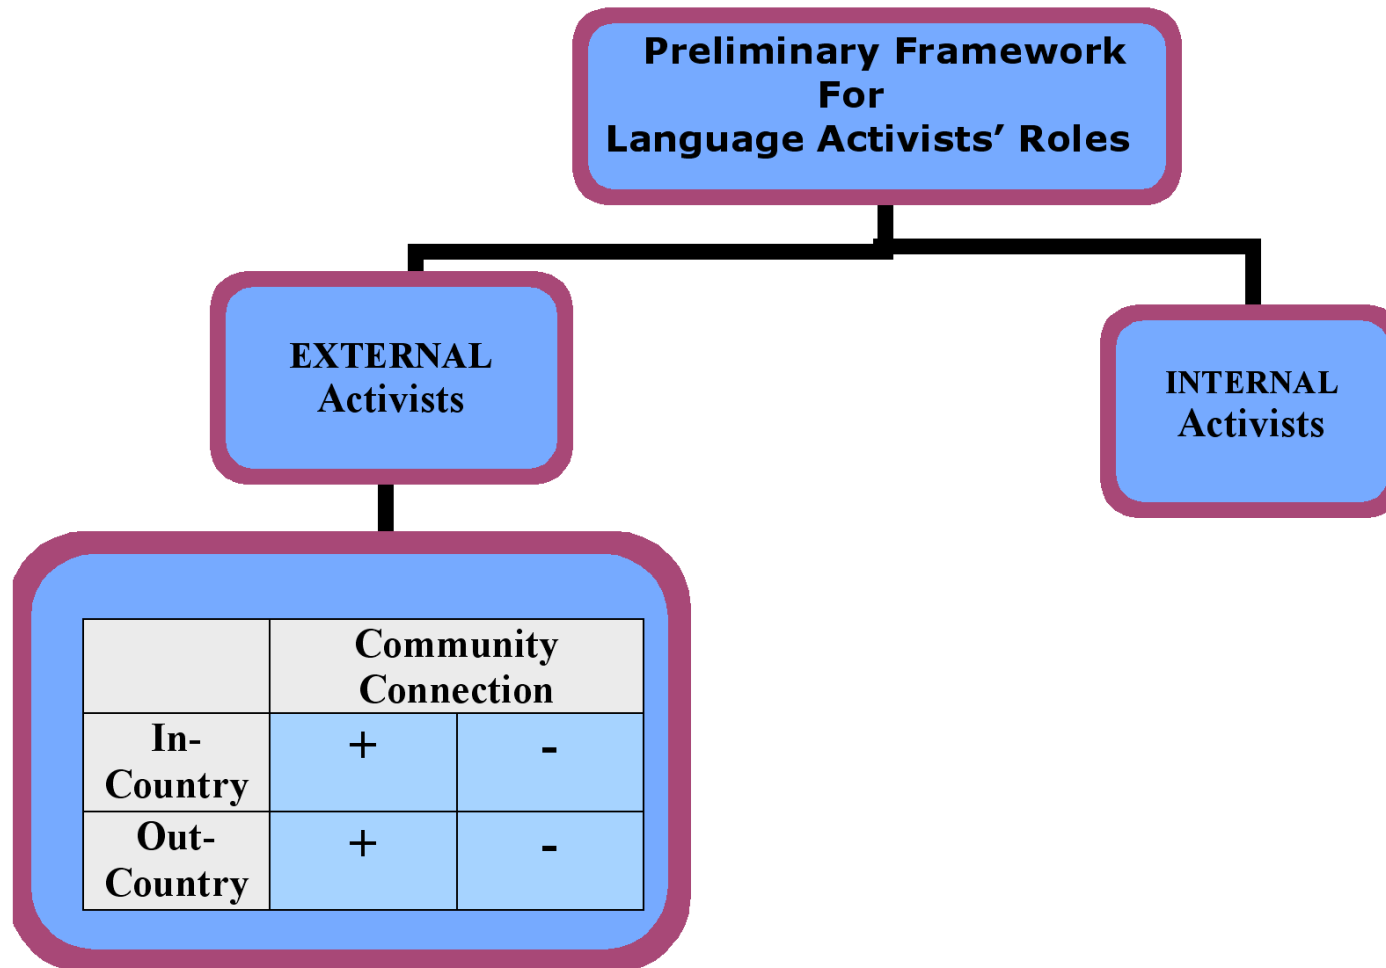 Preliminary Framework
For
Language Activists’ Roles
EXTERNAL
Activists
INTERNAL
Activists
Community
Connection
In-
Country
+
-
Out-
Country
+
-